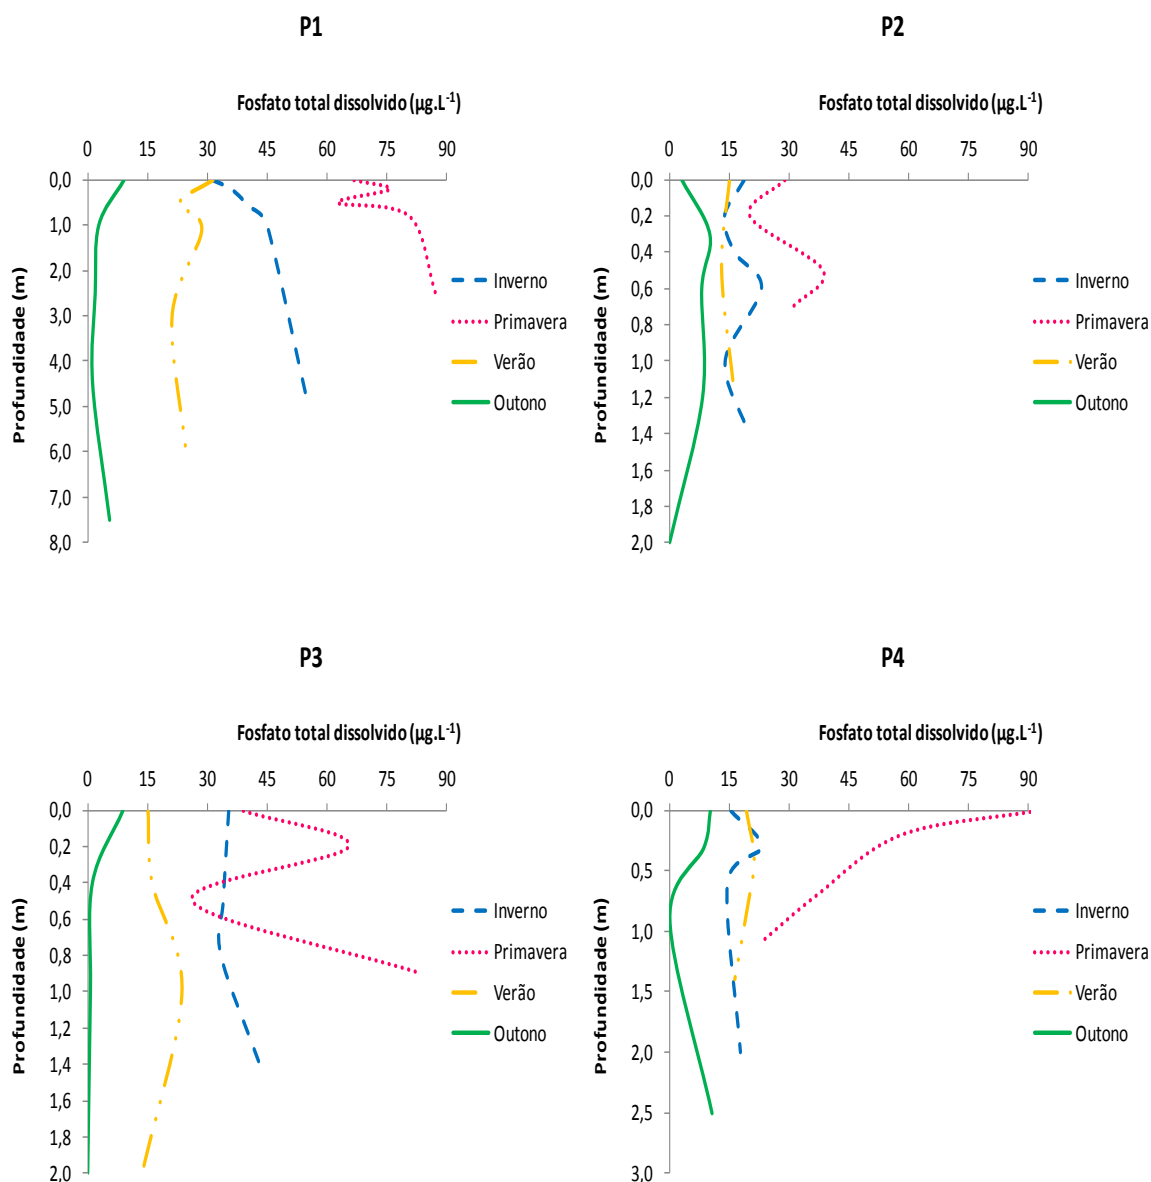 P1
Fosfato total dissolvido (µg.L-1)
0 15 30 45 60 75 90
0,0
1,0
2,0
3,0
4,0
5,0
6,0
7,0
8,0
Profundidade (m)
Inverno
Primavera
Verão
Outono
P2
Fosfato total dissolvido (µg.L-1)
0 15 30 45 60 75 90
0,0
0,2
0,4
0,6
0,8
1,0
1,2
1,4
1,6
1,8
2,0
Profundidade (m)
Inverno
Primavera
Verão
Outono
P3
Fosfato total dissolvido (µg.L-1)
0 15 30 45 60 75 90
0,0
0,2
0,4
0,6
0,8
1,0
1,2
1,4
1,6
1,8
2,0
Profundidade (m)
Inverno
Primavera
Verão
Outono
P4
Fosfato total dissolvido (µg.L-1)
0 15 30 45 60 75 90
0,0
0,5
1,0
1,5
2,0
2,5
3,0
Profundidade (m)
Inverno
Primavera
Verão
Outono